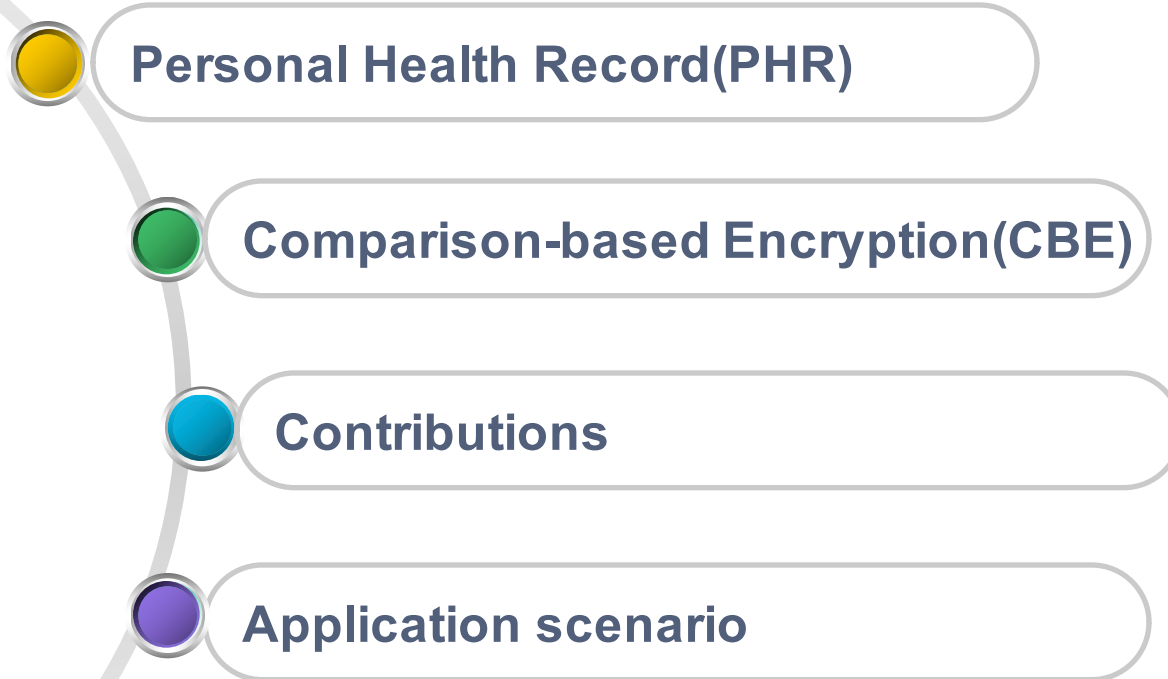 Personal Health Record(PHR)
Comparison-based Encryption(CBE)
Contributions
Application scenario